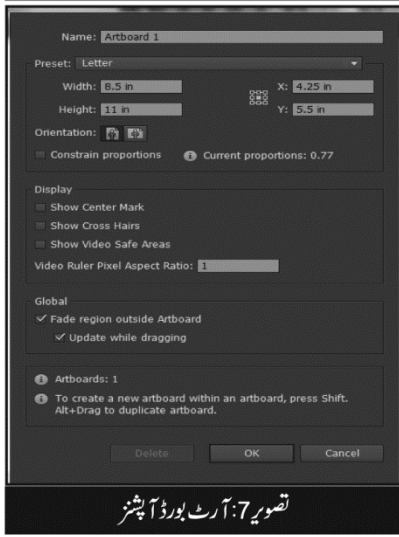 Name: Artboard 1
Preset: Letter
Width: 8.5 in X: 4.25 in
Height: 11 in Y: 5.5 in
Orientation:
Constrain proportions Current proportions: 0.77
Display
Show Center Mark
Show Cross Hairs
Show Video Safe Areas
Video Ruler Pixel Aspect Ratio: 1
Global
Fade region outside Artboard
Update while dragging
Artboards: 1
To create a new artboard within an artboard, press Shift.
Alt+Drag to duplicate artboard.
Delete OK Cancel
تصویر 7: آرٹ بورڈ آپشنز